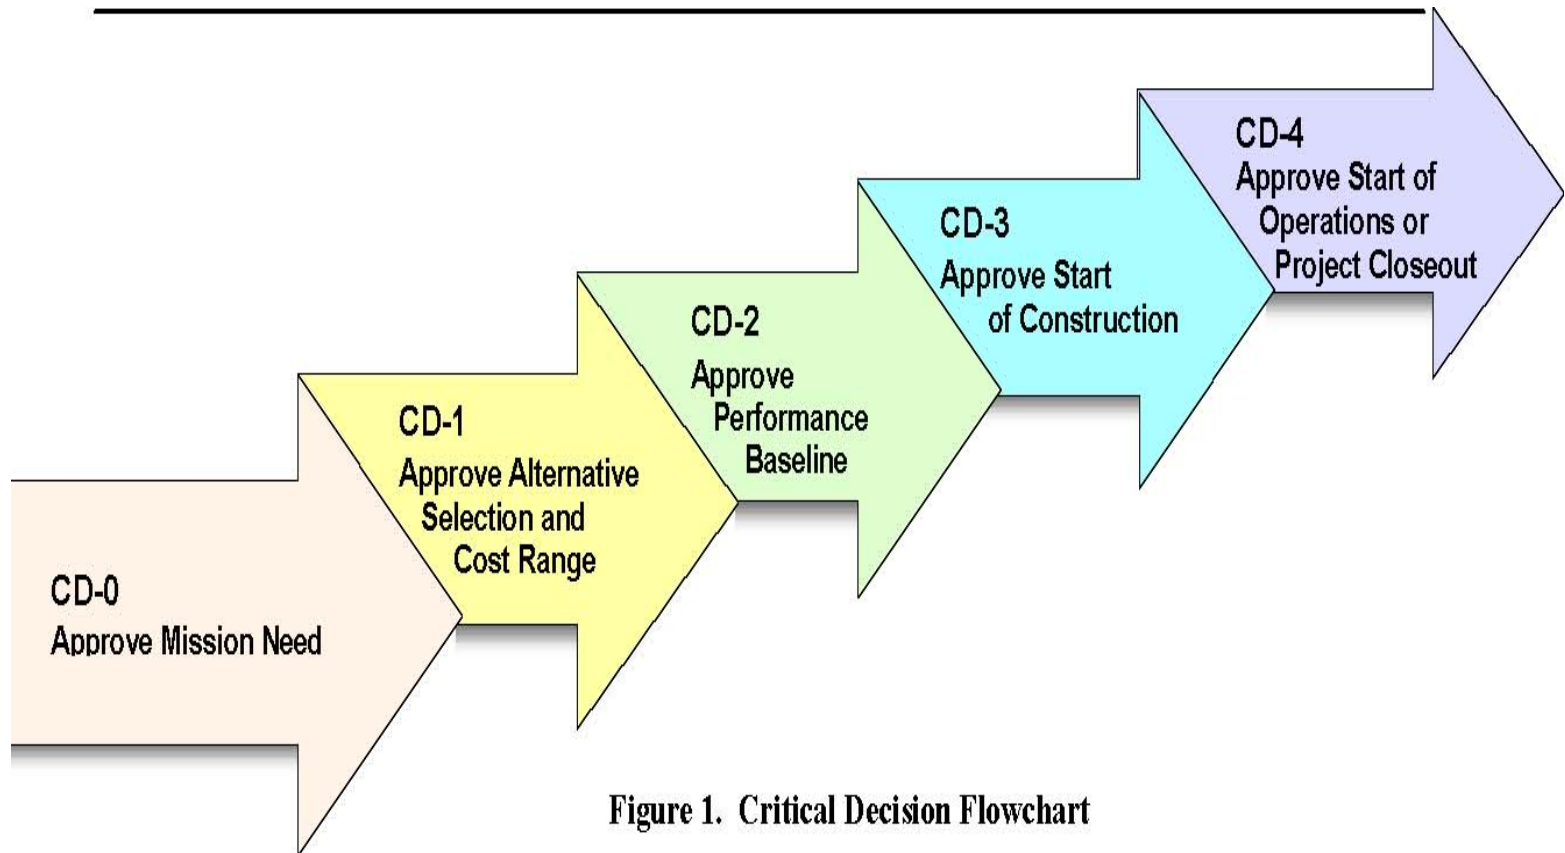 CD-0
Approve Mission Need
CD-1
Approve Alternative
Selection and
Cost Range
CD-2
Approve
Performance
Baseline
CD-3
Approve Start
of Construction
CD-4
Approve Start of
Operations or
Project Closeout
Figure 1. Critical Decision Flowchart